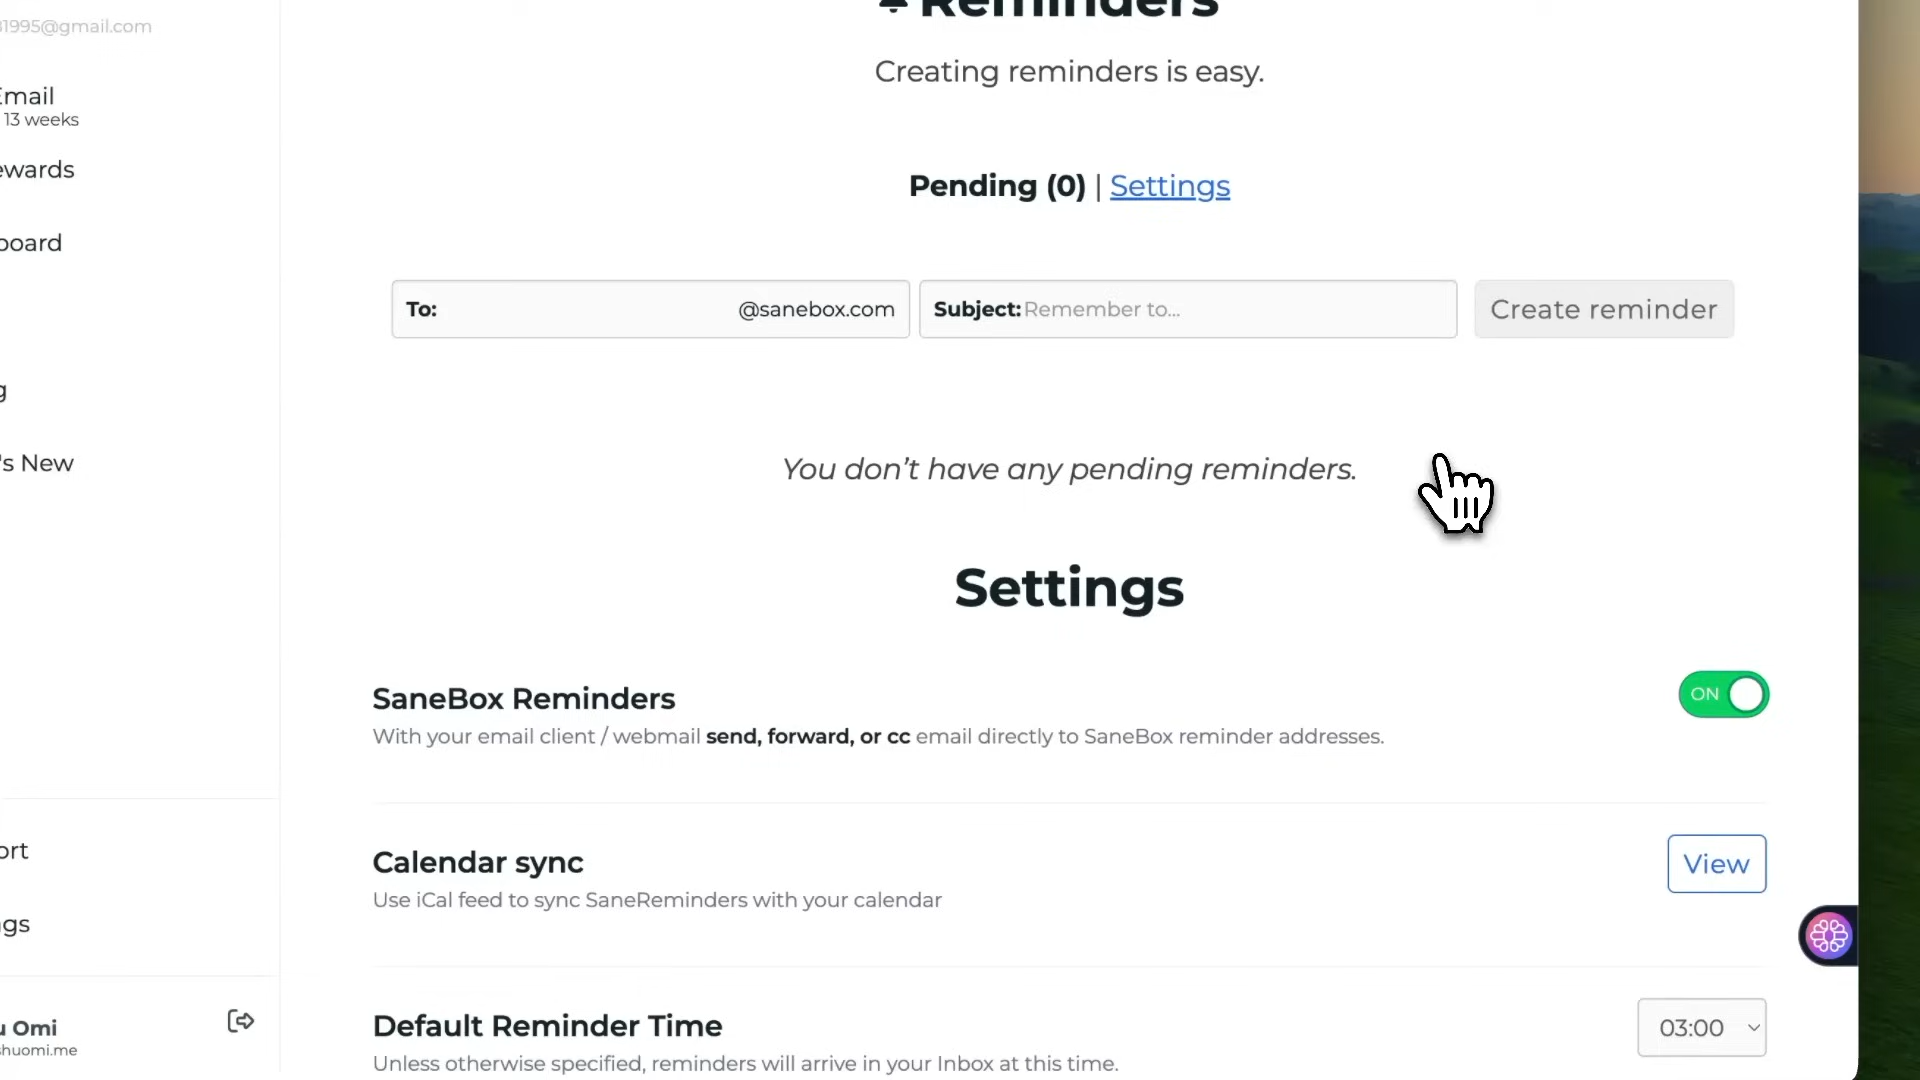 1995@gmail.com
Email
13 weeks
ewards
board
g
's New
ort
gs
u Omi
huomi.me
Reminders
Creating reminders is easy.
Pending (0) | Settings
To: @sanebox.com Subject: Remember to... Create reminder
You don't have any pending reminders.
Settings
SaneBox Reminders
ON
With your email client / webmail send, forward, or cc email directly to SaneBox reminder addresses.
Calendar sync
View
Use iCal feed to sync SaneReminders with your calendar
Default Reminder Time
03:00
Unless otherwise specified, reminders will arrive in your Inbox at this time.